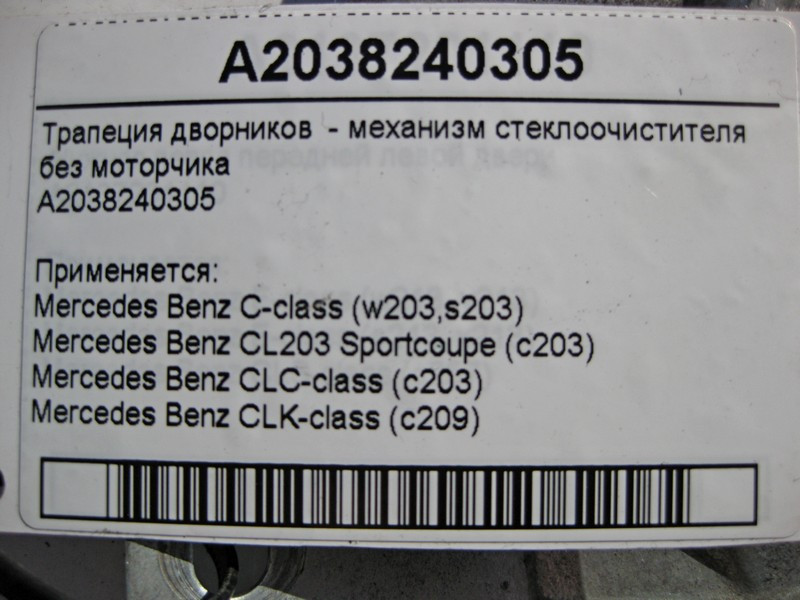 A2038240305
Трапеция дворников - механизм стеклоочистителя
без моторчика
A2038240305
Применяется:
Mercedes Benz C-class (w203,s203)
Mercedes Benz CL203 Sportcoupe (c203)
Mercedes Benz CLC-class (c203)
Mercedes Benz CLK-class (c209)